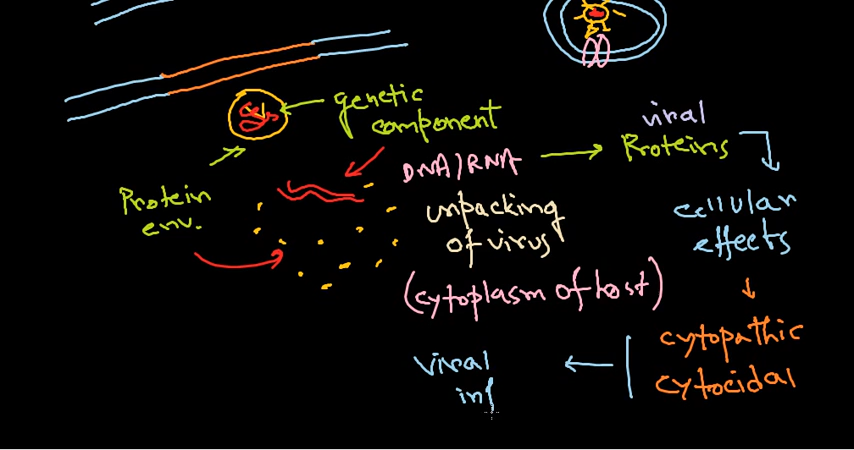 genetic
component
Protein
env.
DNA/RNA
unpacking
of virus
(cytoplasm of host)
viral
Proteins
cellular
effects
cytopathic
cytocidal
viral
inf